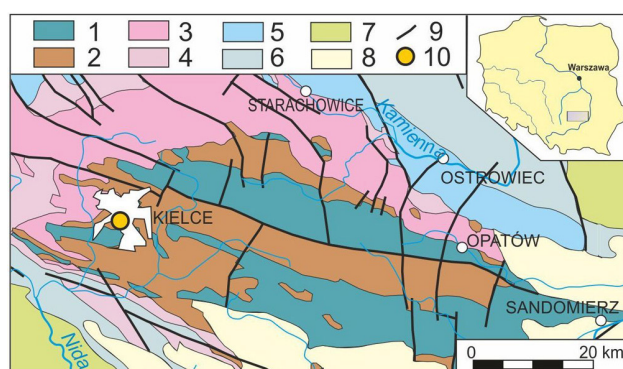 1 3 5 7 9
2 4 6 8 10
Warszawa
STARACHOWICE
Kamienna
OSTROWIEC
KIELCE
OPATÓW
SANDOMIERZ
Nida
0 20 km